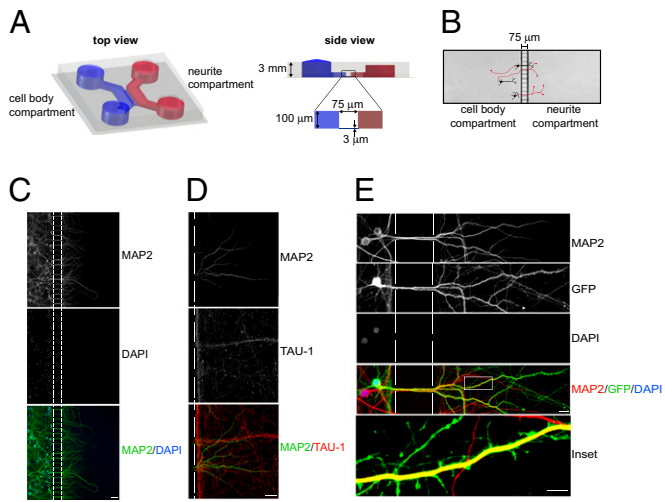 A
top view
cell body
compartment
neurite
compartment
side view
3 mm
75 µm
100 µm
3 µm
B
75 µm
cell body
compartment
neurite
compartment
C
MAP2
DAPI
MAP2/DAPI
D
MAP2
TAU-1
MAP2/TAU-1
E
MAP2
GFP
DAPI
MAP2/GFP/DAPI
Inset